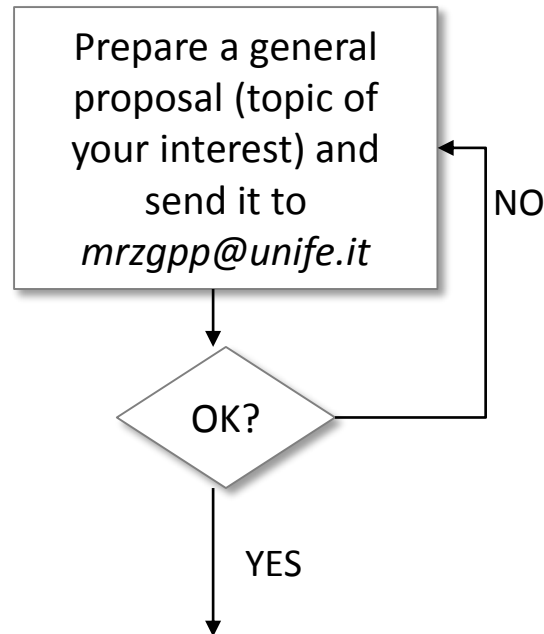 Prepare a general
proposal (topic of
your interest) and
send it to
mrzgpp@unife.it
NO
OK?
YES